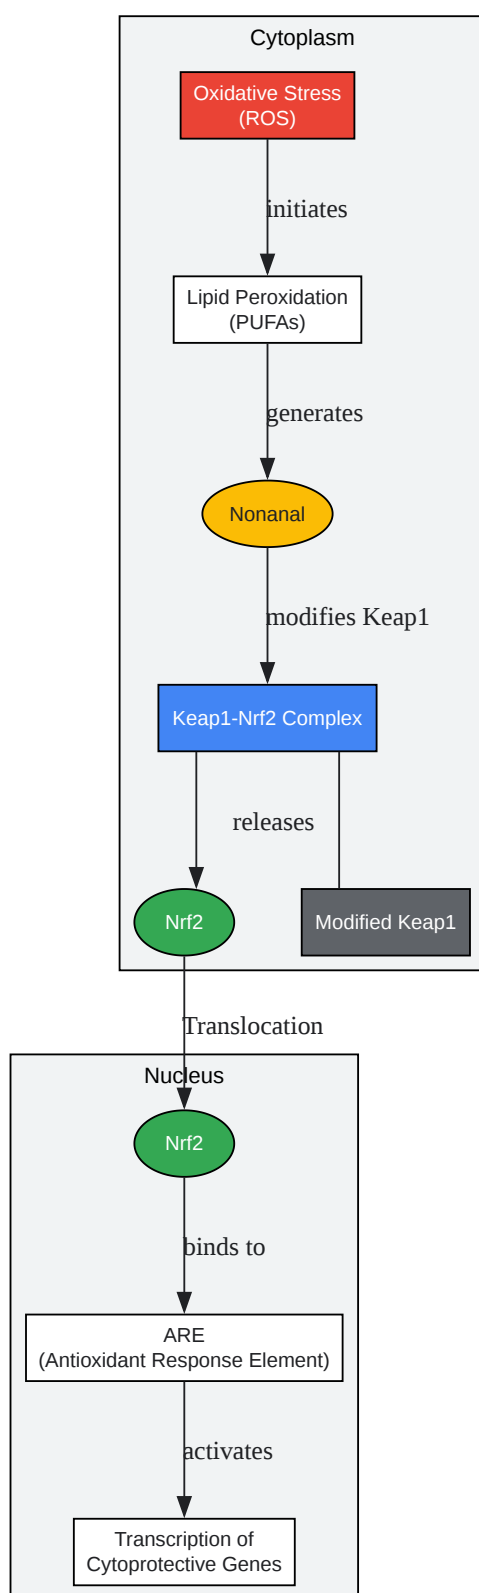 Cytoplasm
Oxidative Stress
(ROS)
initiates
Lipid Peroxidation
(PUFAs)
generates
Nonanal
modifies Keap1
Keap1-Nrf2 Complex
releases
Nrf2
Modified Keap1
Translocation
Nucleus
Nrf2
binds to
ARE
(Antioxidant Response Element)
activates
Transcription of
Cytoprotective Genes